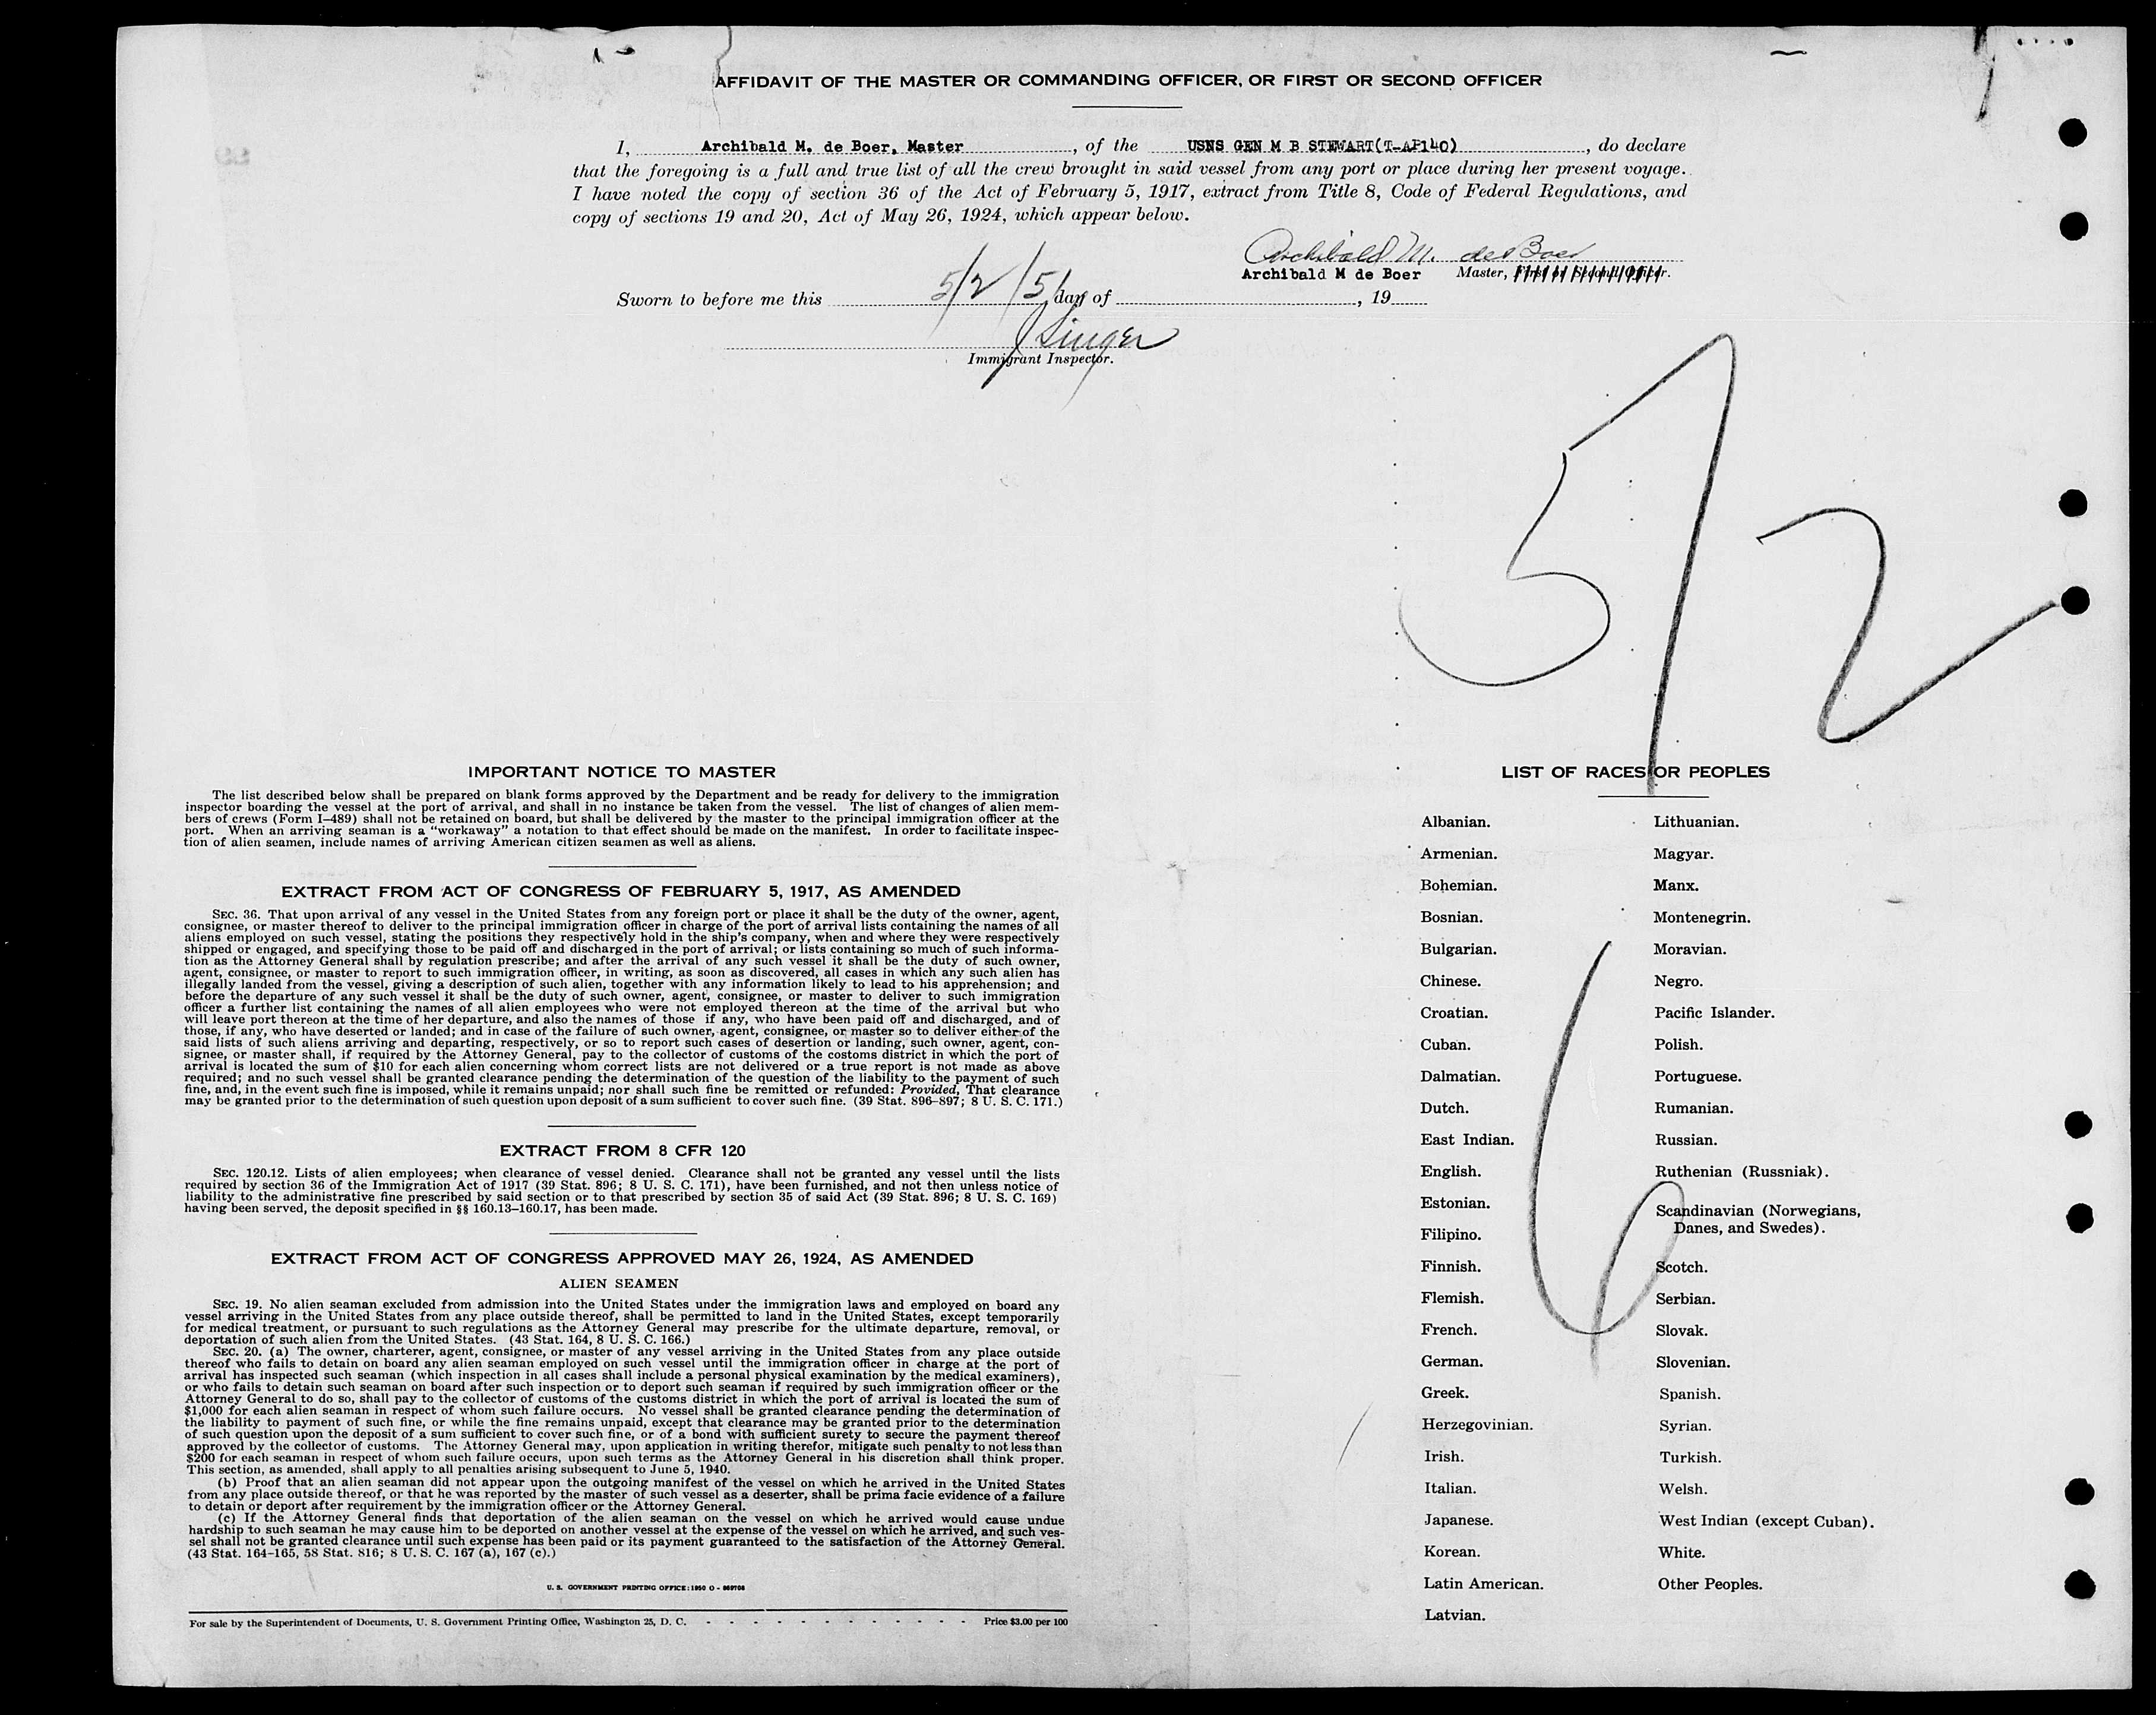 AFFIDAVIT OF THE MASTER OR COMMANDING OFFICER, OR FIRST OR SECOND OFFICER
I, Archibald M. de Boer, Master, of the USNS GEN M B STEWART(T-AP140), do declare
that the foregoing is a full and true list of all the crew brought in said vessel from any port or place during her present voyage.
I have noted the copy of section 36 of the Act of February 5, 1917, extract from Title 8, Code of Federal Regulations, and
copy of sections 19 and 20, Act of May 26, 1924, which appear below.
Archibald M. de Boer
Archibald M de Boer Master, First or Second Officer.
Sworn to before me this 5/2/51 day of , 19
Singer
Immigrant Inspector.
5/2
IMPORTANT NOTICE TO MASTER
The list described below shall be prepared on blank forms approved by the Department and be ready for delivery to the immigration
inspector boarding the vessel at the port of arrival, and shall in no instance be taken from the vessel. The list of changes of alien mem-
bers of crews (Form I–489) shall not be retained on board, but shall be delivered by the master to the principal immigration officer at the
port. When an arriving seaman is a "workaway" a notation to that effect should be made on the manifest. In order to facilitate inspec-
tion of alien seamen, include names of arriving American citizen seamen as well as aliens.
EXTRACT FROM ACT OF CONGRESS OF FEBRUARY 5, 1917, AS AMENDED
SEC. 36. That upon arrival of any vessel in the United States from any foreign port or place it shall be the duty of the owner, agent,
consignee, or master thereof to deliver to the principal immigration officer in charge of the port of arrival lists containing the names of all
aliens employed on such vessel, stating the positions they respectively hold in the ship's company, when and where they were respectively
shipped or engaged, and specifying those to be paid off and discharged in the port of arrival; or lists containing so much of such informa-
tion as the Attorney General shall by regulation prescribe; and after the arrival of any such vessel it shall be the duty of such owner,
agent, consignee, or master to report to such immigration officer, in writing, as soon as discovered, all cases in which any such alien has
illegally landed from the vessel, giving a description of such alien, together with any information likely to lead to his apprehension; and
before the departure of any such vessel it shall be the duty of such owner, agent, consignee, or master to deliver to such immigration
officer a further list containing the names of all alien employees who were not employed thereon at the time of the arrival but who
will leave port thereon at the time of her departure, and also the names of those if any, who have been paid off and discharged, and of
those, if any, who have deserted or landed; and in case of the failure of such owner, agent, consignee, or master so to deliver either of the
said lists of such aliens arriving and departing, respectively, or so to report such cases of desertion or landing, such owner, agent, con-
signee, or master shall, if required by the Attorney General, pay to the collector of customs of the costoms district in which the port of
arrival is located the sum of $10 for each alien concerning whom correct lists are not delivered or a true report is not made as above
required; and no such vessel shall be granted clearance pending the determination of the question of the liability to the payment of such
fine, and, in the event such fine is imposed, while it remains unpaid; nor shall such fine be remitted or refunded: Provided, That clearance
may be granted prior to the determination of such question upon deposit of a sum sufficient to cover such fine. (39 Stat. 896–897; 8 U. S. C. 171.)
EXTRACT FROM 8 CFR 120
SEC. 120.12. Lists of alien employees; when clearance of vessel denied. Clearance shall not be granted any vessel until the lists
required by section 36 of the Immigration Act of 1917 (39 Stat. 896; 8 U. S. C. 171), have been furnished, and not then unless notice of
liability to the administrative fine prescribed by said section or to that prescribed by section 35 of said Act (39 Stat. 896; 8 U. S. C. 169)
having been served, the deposit specified in §§ 160.13–160.17, has been made.
EXTRACT FROM ACT OF CONGRESS APPROVED MAY 26, 1924, AS AMENDED
ALIEN SEAMEN
SEC. 19. No alien seaman excluded from admission into the United States under the immigration laws and employed on board any
vessel arriving in the United States from any place outside thereof, shall be permitted to land in the United States, except temporarily
for medical treatment, or pursuant to such regulations as the Attorney General may prescribe for the ultimate departure, removal, or
deportation of such alien from the United States. (43 Stat. 164, 8 U. S. C. 166.)
SEC. 20. (a) The owner, charterer, agent, consignee, or master of any vessel arriving in the United States from any place outside
thereof who fails to detain on board any alien seaman employed on such vessel until the immigration officer in charge at the port of
arrival has inspected such seaman (which inspection in all cases shall include a personal physical examination by the medical examiners),
or who fails to detain such seaman on board after such inspection or to deport such seaman if required by such immigration officer or the
Attorney General to do so, shall pay to the collector of customs of the customs district in which the port of arrival is located the sum of
$1,000 for each alien seaman in respect of whom such failure occurs. No vessel shall be granted clearance pending the determination of
the liability to payment of such fine, or while the fine remains unpaid, except that clearance may be granted prior to the determination
of such question upon the deposit of a sum sufficient to cover such fine, or of a bond with sufficient surety to secure the payment thereof
approved by the collector of customs. The Attorney General may, upon application in writing therefor, mitigate such penalty to not less than
$200 for each seaman in respect of whom such failure occurs, upon such terms as the Attorney General in his discretion shall think proper.
This section, as amended, shall apply to all penalties arising subsequent to June 5, 1940.
(b) Proof that an alien seaman did not appear upon the outgoing manifest of the vessel on which he arrived in the United States
from any place outside thereof, or that he was reported by the master of such vessel as a deserter, shall be prima facie evidence of a failure
to detain or deport after requirement by the immigration officer or the Attorney General.
(c) If the Attorney General finds that deportation of the alien seaman on the vessel on which he arrived would cause undue
hardship to such seaman he may cause him to be deported on another vessel at the expense of the vessel on which he arrived, and such ves-
sel shall not be granted clearance until such expense has been paid or its payment guaranteed to the satisfaction of the Attorney General.
(43 Stat. 164–165, 58 Stat. 816; 8 U. S. C. 167 (a), 167 (c).)
U. S. GOVERNMENT PRINTING OFFICE: 1950 O - 869708
For sale by the Superintendent of Documents, U. S. Government Printing Office, Washington 25, D. C. - - - - - - - - - - - - Price $3.00 per 100
LIST OF RACES OR PEOPLES
Albanian.
Armenian.
Bohemian.
Bosnian.
Bulgarian.
Chinese.
Croatian.
Cuban.
Dalmatian.
Dutch.
East Indian.
English.
Estonian.
Filipino.
Finnish.
Flemish.
French.
German.
Greek.
Herzegovinian.
Irish.
Italian.
Japanese.
Korean.
Latin American.
Latvian.
Lithuanian.
Magyar.
Manx.
Montenegrin.
Moravian.
Negro.
Pacific Islander.
Polish.
Portuguese.
Rumanian.
Russian.
Ruthenian (Russniak).
Scandinavian (Norwegians,
Danes, and Swedes).
Scotch.
Serbian.
Slovak.
Slovenian.
Spanish.
Syrian.
Turkish.
Welsh.
West Indian (except Cuban).
White.
Other Peoples.
6